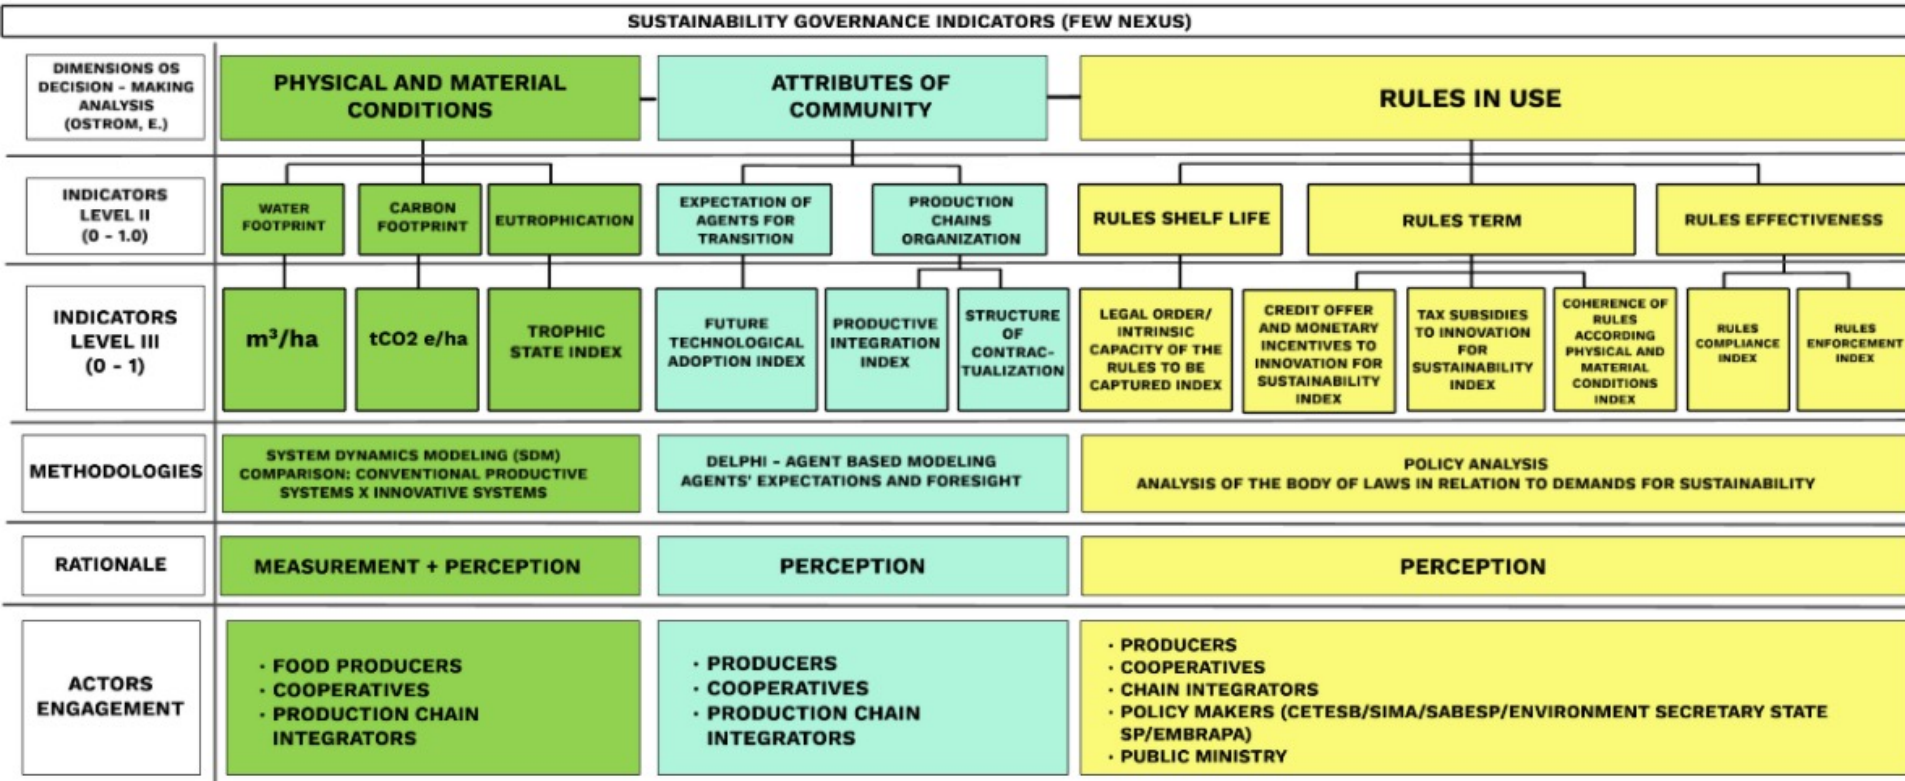 SUSTAINABILITY GOVERNANCE INDICATORS (FEW NEXUS)
DIMENSIONS OS
DECISION - MAKING
ANALYSIS
(OSTROM, E.)
PHYSICAL AND MATERIAL
CONDITIONS
ATTRIBUTES OF
COMMUNITY
RULES IN USE
INDICATORS
LEVEL II
(0 - 1.0)
WATER
FOOTPRINT
CARBON
FOOTPRINT
EUTROPHICATION
EXPECTATION OF
AGENTS FOR
TRANSITION
PRODUCTION
CHAINS
ORGANIZATION
RULES SHELF LIFE
RULES TERM
RULES EFFECTIVENESS
INDICATORS
LEVEL III
(0 - 1)
m³/ha
tCO2 e/ha
TROPHIC
STATE INDEX
FUTURE
TECHNOLOGICAL
ADOPTION INDEX
PRODUCTIVE
INTEGRATION
INDEX
STRUCTURE
OF
CONTRAC-
TUALIZATION
LEGAL ORDER/
INTRINSIC
CAPACITY OF THE
RULES TO BE
CAPTURED INDEX
CREDIT OFFER
AND MONETARY
INCENTIVES TO
INNOVATION FOR
SUSTAINABILITY
INDEX
TAX SUBSIDIES
TO INNOVATION
FOR
SUSTAINABILITY
INDEX
COHERENCE OF
RULES
ACCORDING
PHYSICAL AND
MATERIAL
CONDITIONS
INDEX
RULES
COMPLIANCE
INDEX
RULES
ENFORCEMENT
INDEX
METHODOLOGIES
SYSTEM DYNAMICS MODELING (SDM)
COMPARISON: CONVENTIONAL PRODUCTIVE
SYSTEMS X INNOVATIVE SYSTEMS
DELPHI - AGENT BASED MODELING
AGENTS' EXPECTATIONS AND FORESIGHT
POLICY ANALYSIS
ANALYSIS OF THE BODY OF LAWS IN RELATION TO DEMANDS FOR SUSTAINABILITY
RATIONALE
MEASUREMENT + PERCEPTION
PERCEPTION
PERCEPTION
ACTORS
ENGAGEMENT
· FOOD PRODUCERS
· COOPERATIVES
· PRODUCTION CHAIN
INTEGRATORS
· PRODUCERS
· COOPERATIVES
· PRODUCTION CHAIN
INTEGRATORS
· PRODUCERS
· COOPERATIVES
· CHAIN INTEGRATORS
· POLICY MAKERS (CETESB/SIMA/SABESP/ENVIRONMENT SECRETARY STATE
SP/EMBRAPA)
· PUBLIC MINISTRY